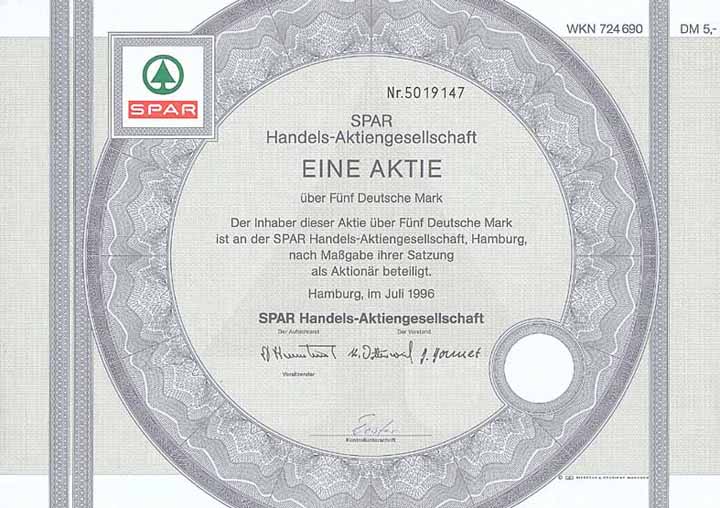 WKN 724 690 DM 5,-
SPAR
Nr.5019147
SPAR
Handels-Aktiengesellschaft
EINE AKTIE
über Fünf Deutsche Mark
Der Inhaber dieser Aktie über Fünf Deutsche Mark
ist an der SPAR Handels-Aktiengesellschaft, Hamburg,
nach Maßgabe ihrer Satzung
als Aktionär beteiligt.
Hamburg, im Juli 1996
SPAR Handels-Aktiengesellschaft
Der Aufsichtsrat Der Vorstand
Vorsitzender
Kontrollunterschrift